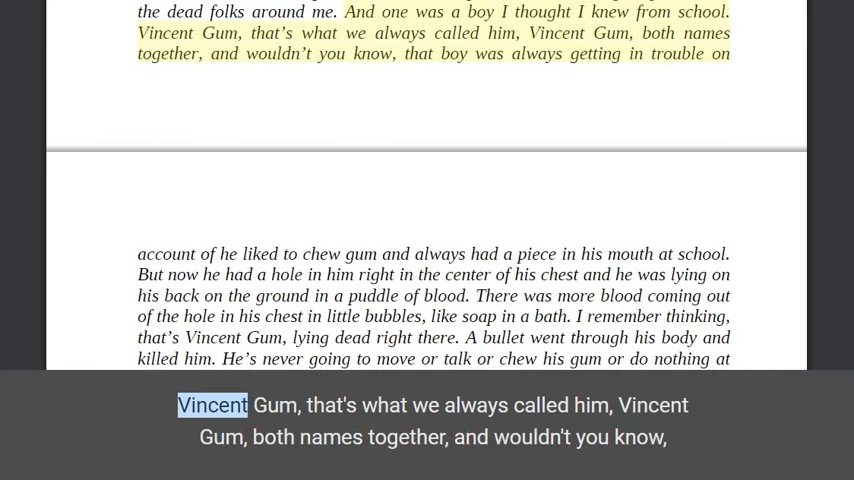 the dead folks around me. And one was a boy I thought I knew from school.
Vincent Gum, that’s what we always called him, Vincent Gum, both names
together, and wouldn’t you know, that boy was always getting in trouble on
account of he liked to chew gum and always had a piece in his mouth at school.
But now he had a hole in him right in the center of his chest and he was lying on
his back on the ground in a puddle of blood. There was more blood coming out
of the hole in his chest in little bubbles, like soap in a bath. I remember thinking,
that’s Vincent Gum, lying dead right there. A bullet went through his body and
killed him. He’s never going to move or talk or chew his gum or do nothing at
Vincent Gum, that's what we always called him, Vincent
Gum, both names together, and wouldn't you know,